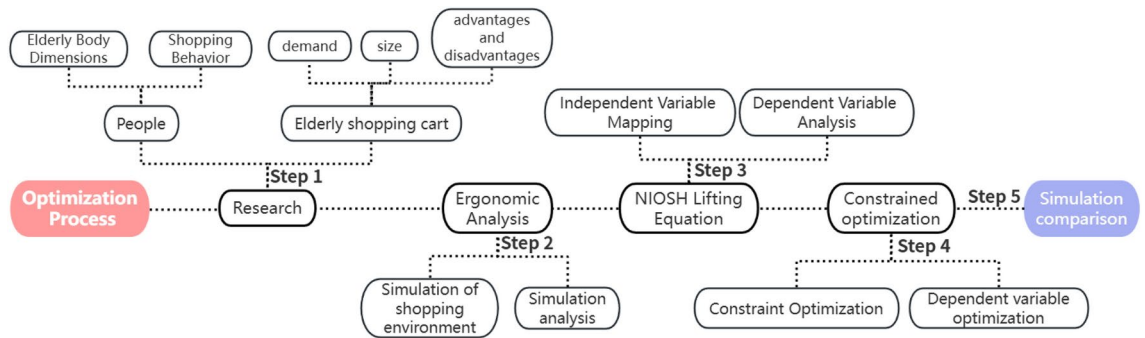 Elderly Body
Dimensions
Shopping
Behavior
demand
size
advantages
and
disadvantages
People
Elderly shopping cart
Independent Variable
Mapping
Dependent Variable
Analysis
Step 1
Step 3
Optimization
Process
Research
Ergonomic
Analysis
NIOSH Lifting
Equation
Constrained
optimization
Step 5
Simulation
comparison
Step 2
Step 4
Simulation of
shopping
environment
Simulation
analysis
Constraint Optimization
Dependent variable
optimization